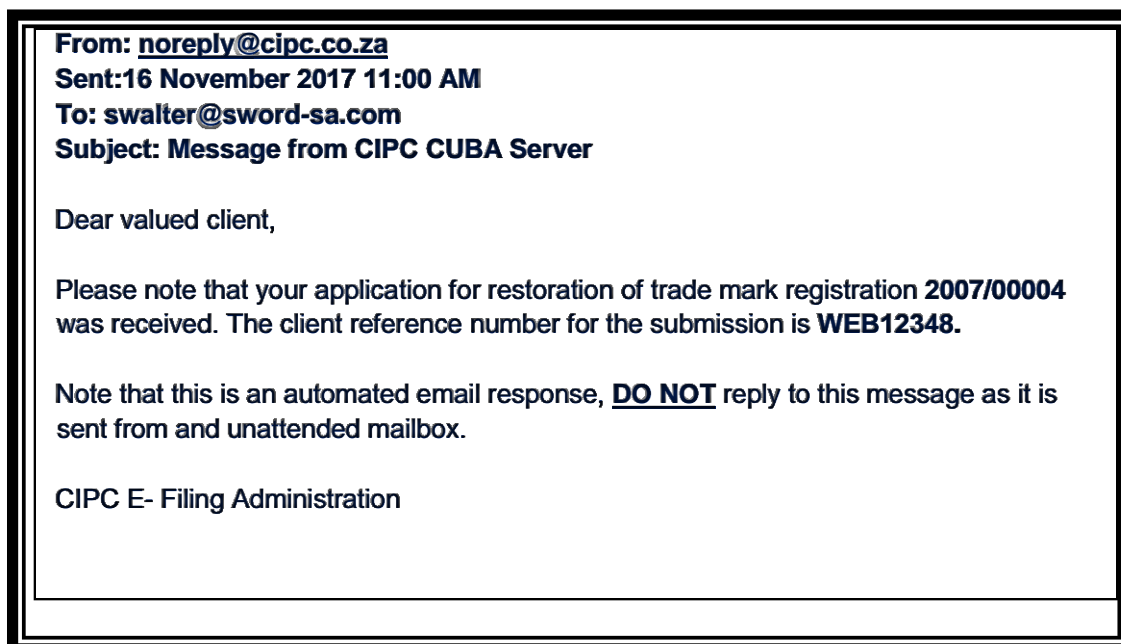 From: noreply@cipc.co.za
Sent:16 November 2017 11:00 AM
To: swalter@sword-sa.com
Subject: Message from CIPC CUBA Server
Dear valued client,
Please note that your application for restoration of trade mark registration 2007/00004
was received. The client reference number for the submission is WEB12348.
Note that this is an automated email response, DO NOT reply to this message as it is
sent from and unattended mailbox.
CIPC E- Filing Administration